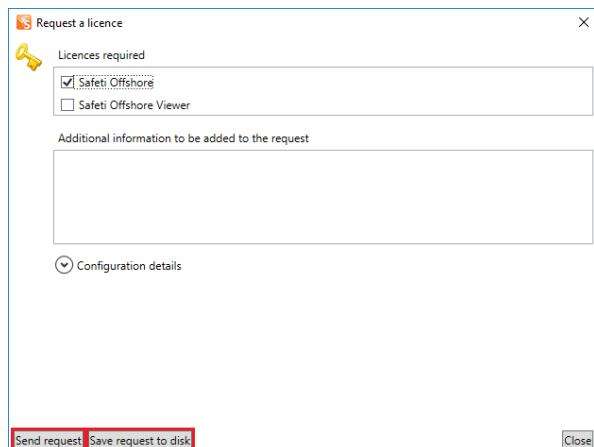 Request a licence
Licences required
Safeti Offshore
Safeti Offshore Viewer
Additional information to be added to the request
Configuration details
Send request Save request to disk Close